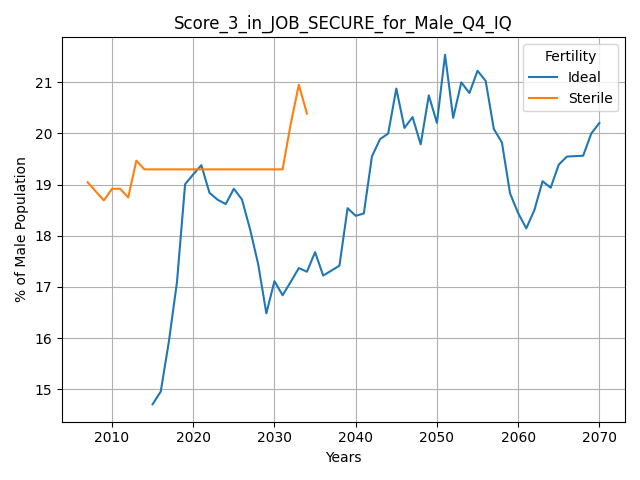 Score_3_in_JOB_SECURE_for_Male_Q4_IQ
Fertility
Ideal
Sterile
% of Male Population
21
20
19
18
17
16
15
2010 2020 2030 2040 2050 2060 2070
Years